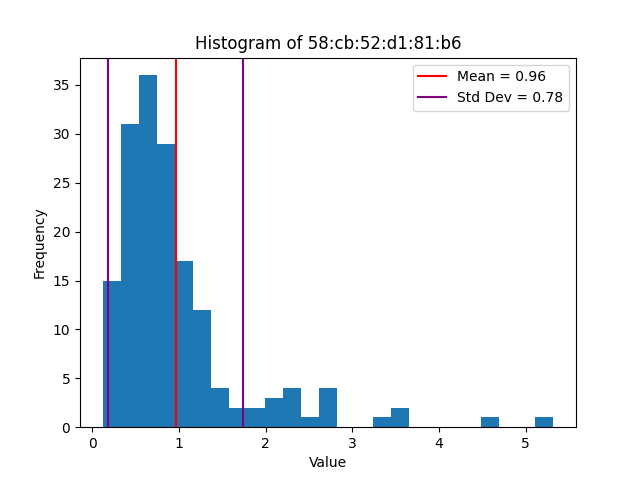 Histogram of 58:cb:52:d1:81:b6
Mean = 0.96
Std Dev = 0.78
35
30
25
20
15
10
5
0
Frequency
0 1 2 3 4 5
Value